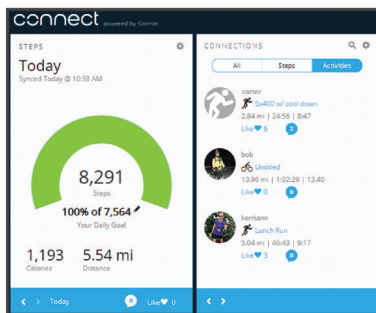 connect powered by Garmin
STEPS
Today
Synced Today @ 10:38 AM
8,291
Steps
100% of 7,564
Your Daily Goal
1,193
Calories
5.54 mi
Distance
Today
0
Like 0
CONNECTIONS
All
Steps
Activities
carter
5x400 w/ cool down
2.84 mi | 24:56 | 8:47
Like 6
2
bob
Untitled
13.96 mi | 1:02:29 | 13.40
Like 0
0
kerriann
Lunch Run
5.04 mi | 46:43 | 9:17
Like 3
0